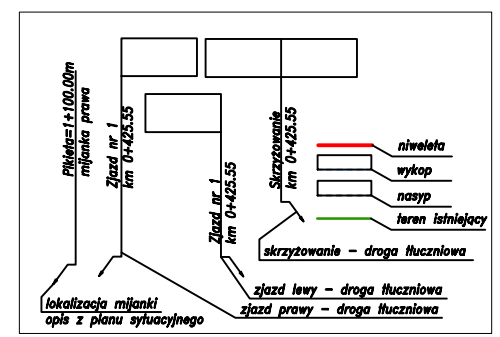 Pikieta=1+100.00m
mijanka prawa
Zjazd nr 1
km 0+425.55
Zjazd nr 1
km 0+425.55
Skrzyżowanie
km 0+425.55
niweleta
wykop
nasyp
teren istniejący
skrzyżowanie – droga tłuczniowa
zjazd lewy – droga tłuczniowa
zjazd prawy – droga tłuczniowa
lokalizacja mijanki
opis z planu sytuacyjnego